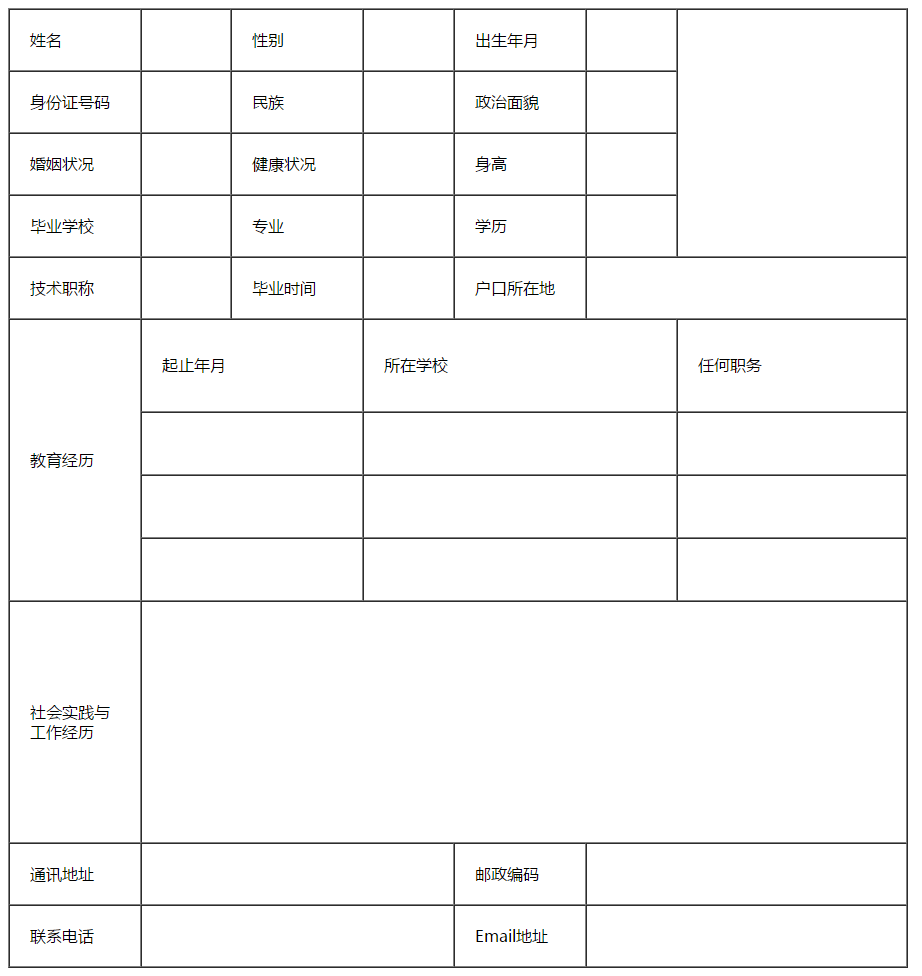 姓名 性别 出生年月
身份证号码 民族 政治面貌
婚姻状况 健康状况 身高
毕业学校 专业 学历
技术职称 毕业时间 户口所在地
教育经历
起止年月 所在学校 任何职务
社会实践与
工作经历
通讯地址 邮政编码
联系电话 Email地址